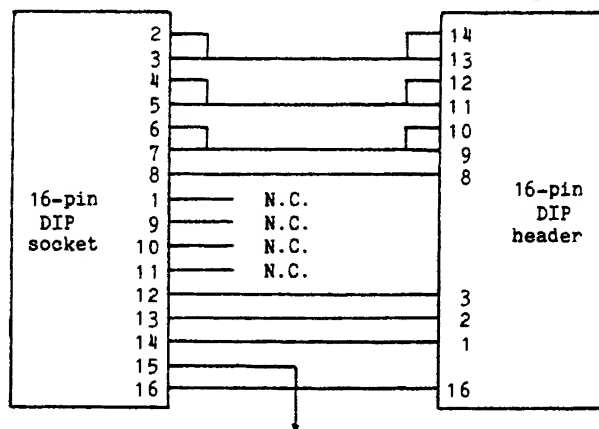 2 14
3 13
4 12
5 11
6 10
7 9
8 8
1 N.C.
9 N.C.
10 N.C.
11 N.C.
12 3
13 2
14 1
15
16 16
16-pin
DIP
socket
16-pin
DIP
header